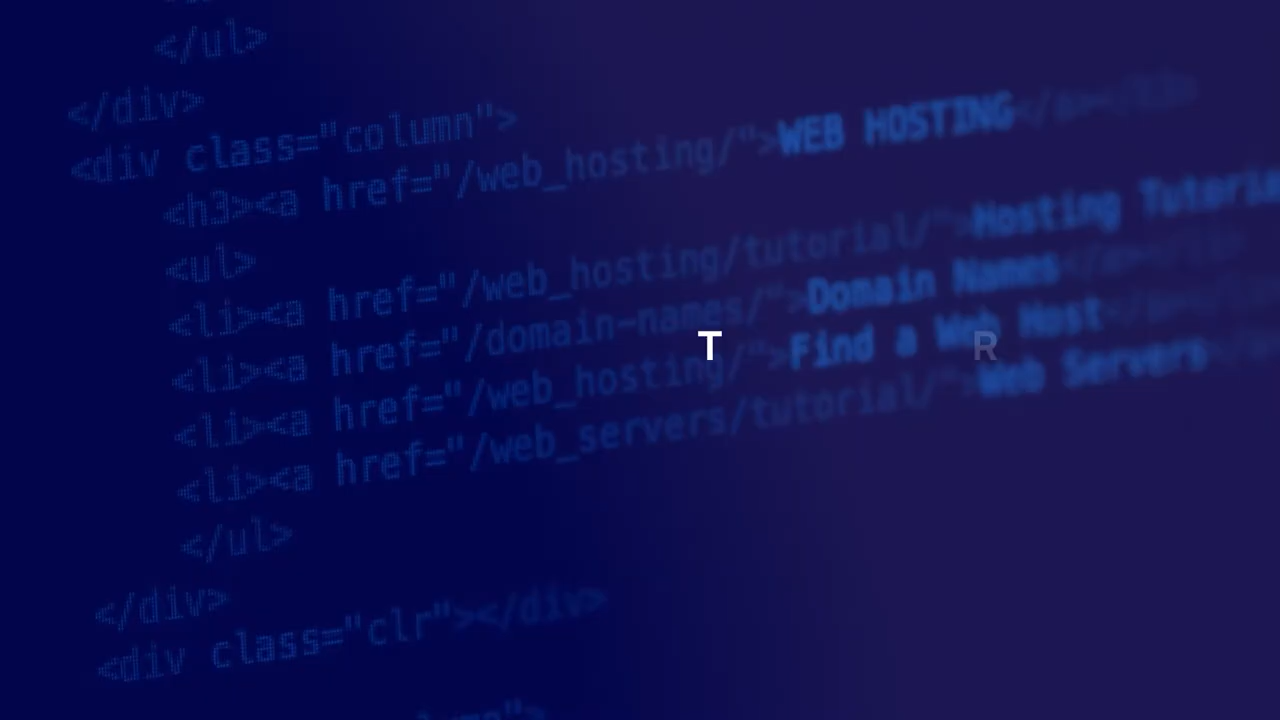 </ul>
</div>
<div class="column">
<h3><a href="/web_hosting/">WEB HOSTING</a></li>
<ul>
<li><a href="/web_hosting/tutorial/">Hosting
<li><a href="/domain-names/">Domain Names</a></li>
<li><a href="/web_hosting/">Find a Web Host
<li><a href="/web_servers/tutorial/">Web Servers
</ul>
</div>
<div class="clr"></div>
T R